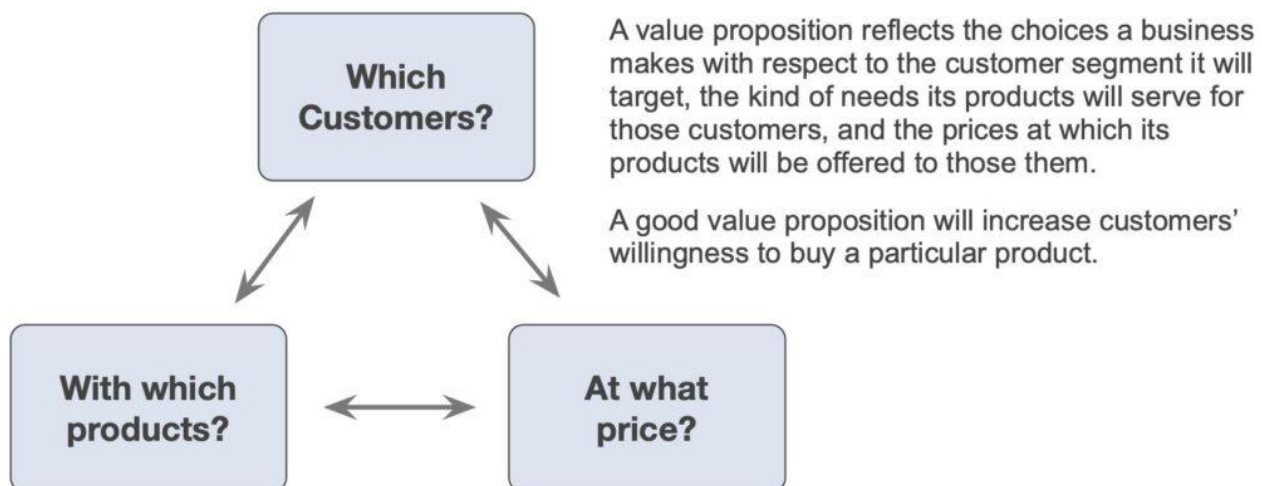 Which
Customers?
A value proposition reflects the choices a business
makes with respect to the customer segment it will
target, the kind of needs its products will serve for
those customers, and the prices at which its
products will be offered to those them.
A good value proposition will increase customers’
willingness to buy a particular product.
With which
products?
At what
price?